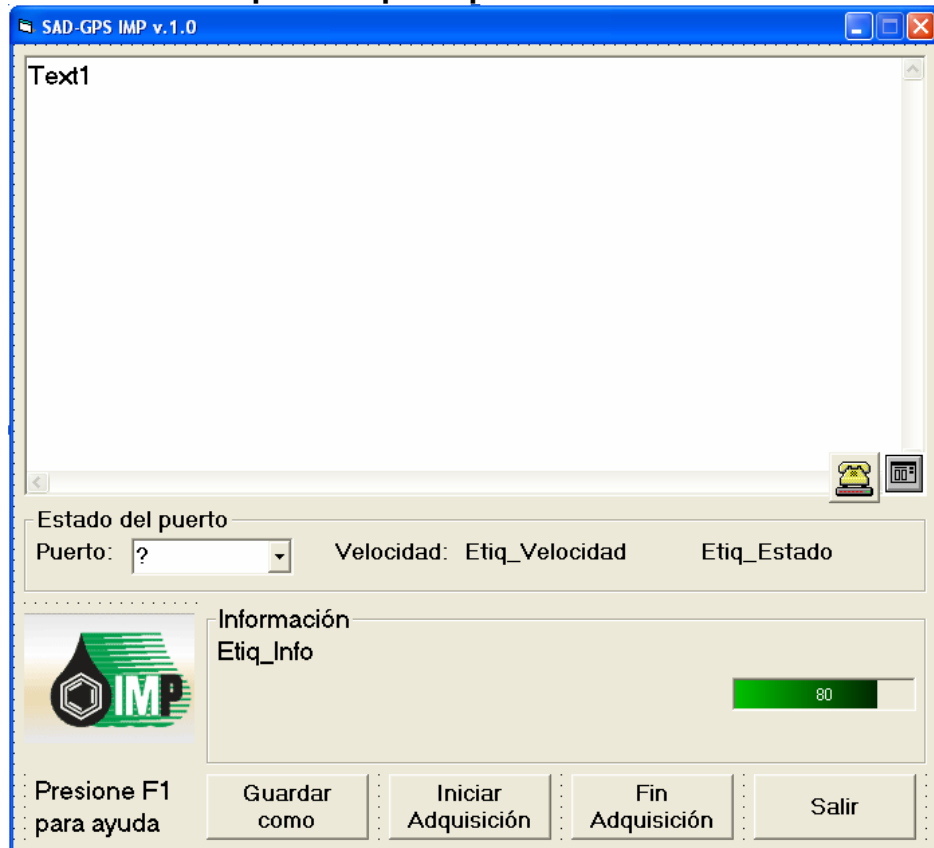 SAD-GPS IMP v.1.0
Text1
Estado del puerto
Puerto: ? Velocidad: Etiq_Velocidad Etiq_Estado
Información
Etiq_Info
IMP
80
Presione F1
para ayuda
Guardar
como
Iniciar
Adquisición
Fin
Adquisición
Salir